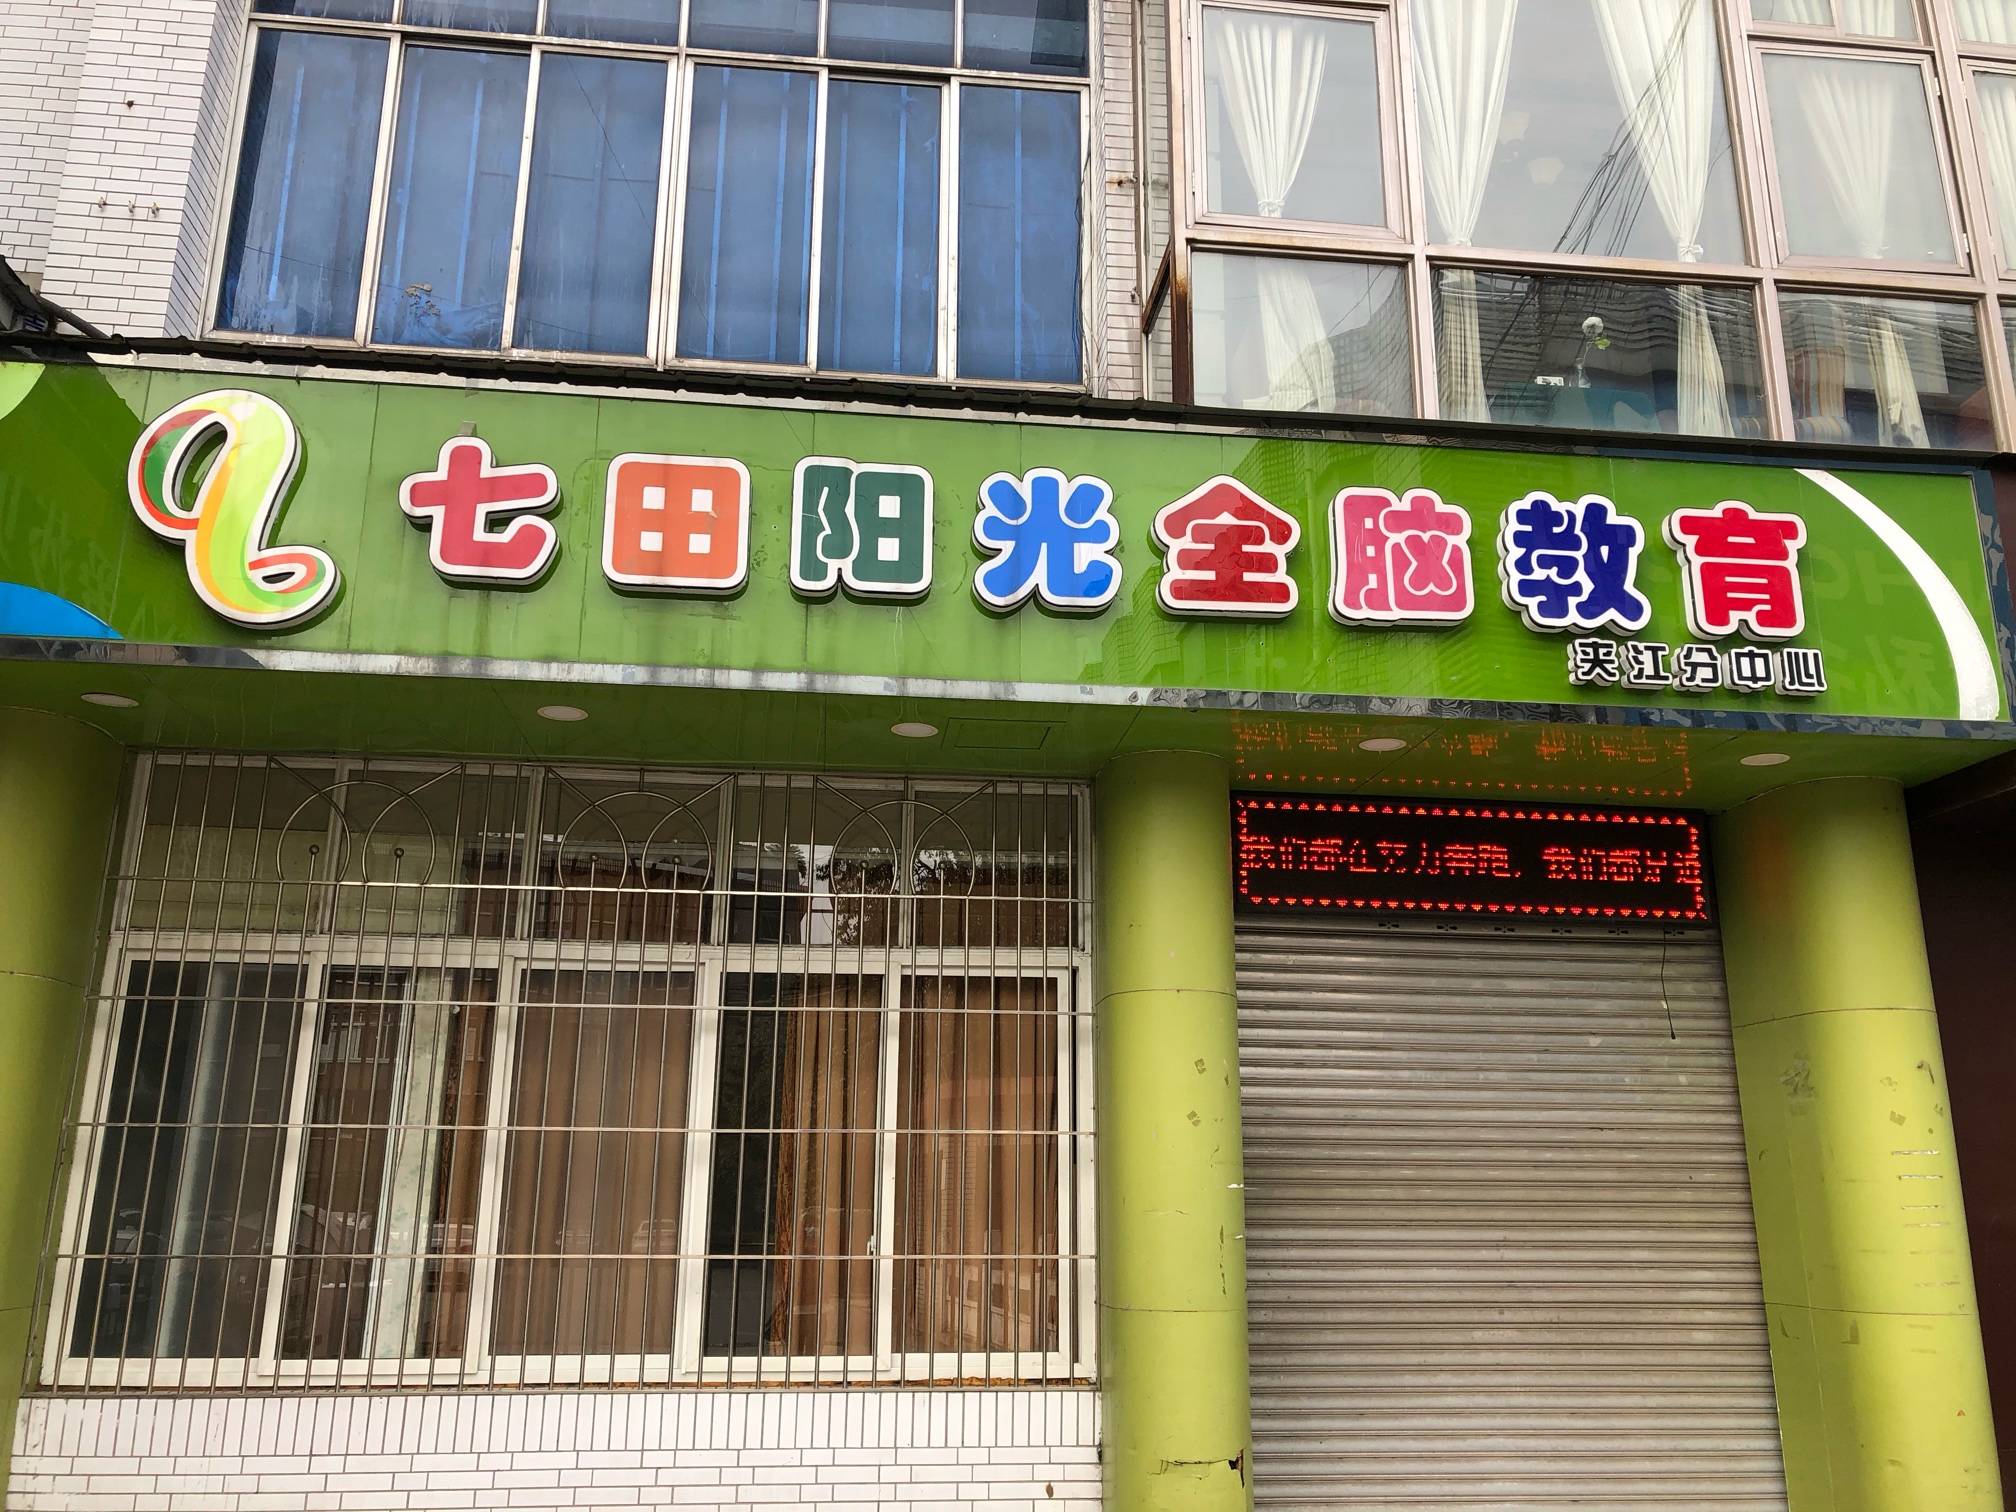 七田阳光全脑教育
夹江分中心
我们都在努力奔跑，我们都是追